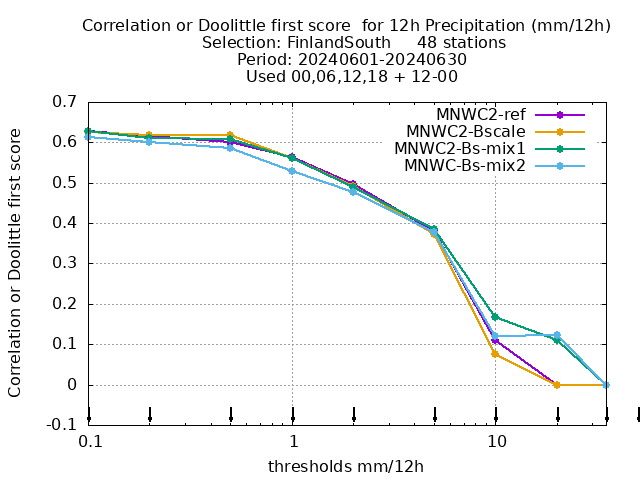 Correlation or Doolittle first score  for 12h Precipitation (mm/12h)
Selection: FinlandSouth     48 stations
Period: 20240601-20240630
Used 00,06,12,18 + 12-00
MNWC2-ref
MNWC2-Bscale
MNWC2-Bs-mix1
MNWC-Bs-mix2
Correlation or Doolittle first score
0.7
0.6
0.5
0.4
0.3
0.2
0.1
0
-0.1
0.1 1 10
thresholds mm/12h